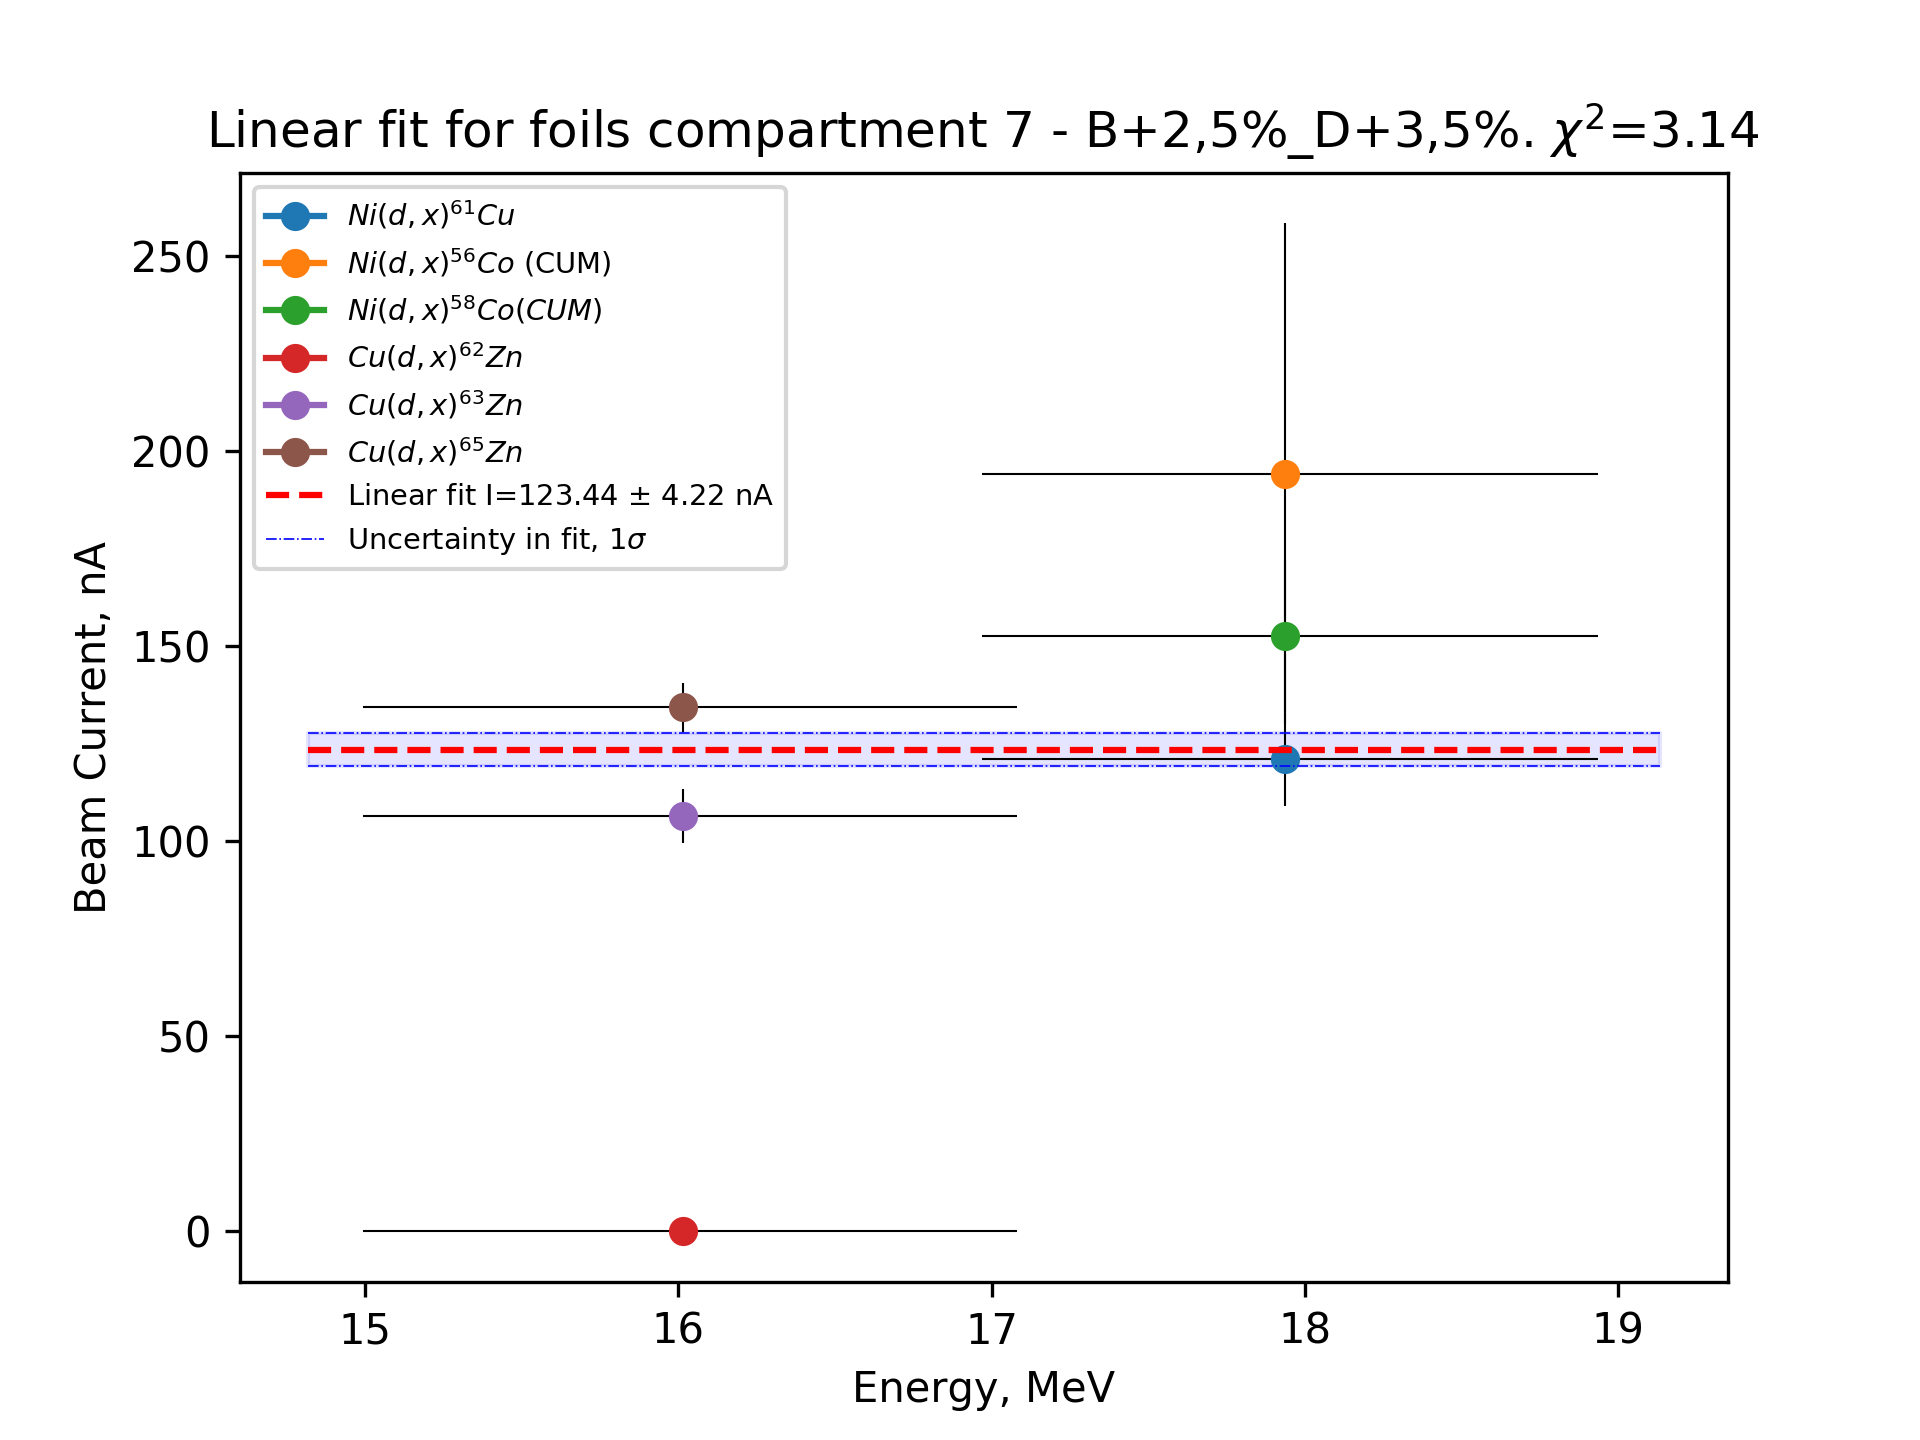 Linear fit for foils compartment 7 - B+2,5%_D+3,5%. χ²=3.14
Ni(d, x)⁶¹Cu
Ni(d, x)⁵⁶Co (CUM)
Ni(d, x)⁵⁸Co(CUM)
Cu(d, x)⁶²Zn
Cu(d, x)⁶³Zn
Cu(d, x)⁶⁵Zn
Linear fit I=123.44 ± 4.22 nA
Uncertainty in fit, 1σ
Beam Current, nA
250
200
150
100
50
0
15 16 17 18 19
Energy, MeV